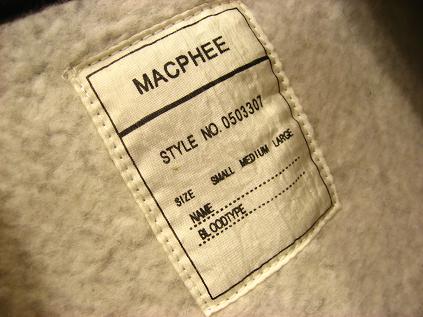 MACPHEE
STYLE NO. 0503307
SIZE SMALL MEDIUM LARGE
NAME
BLOODTYPE